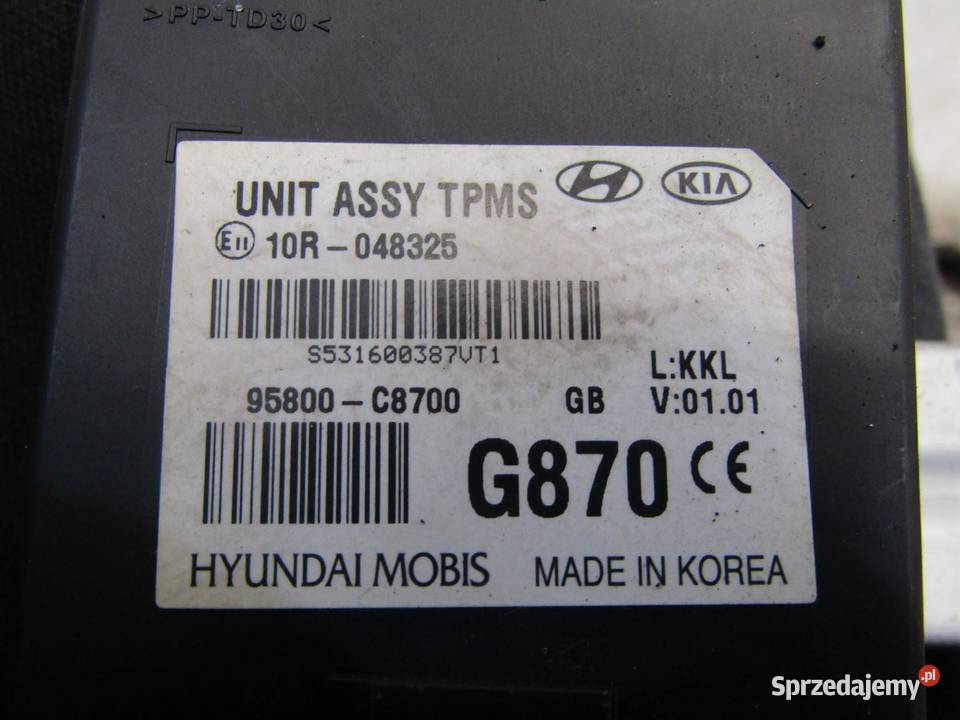 >PP-TD30<
UNIT ASSY TPMS
KIA
E11 10R-048325
S531600387VT1
L:KKL
95800-C8700 GB V:01.01
G870 CE
HYUNDAI MOBIS MADE IN KOREA
Sprzedajemy.pl